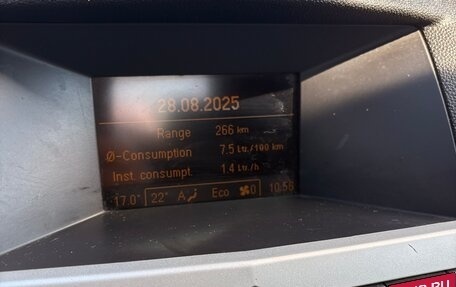 28.08.2025
Range 266 km
Ø-Consumption 7.5 Ltr./100 km
Inst. consumpt. 1.4 Ltr./h
17.0° 22° A Eco 0 10:56